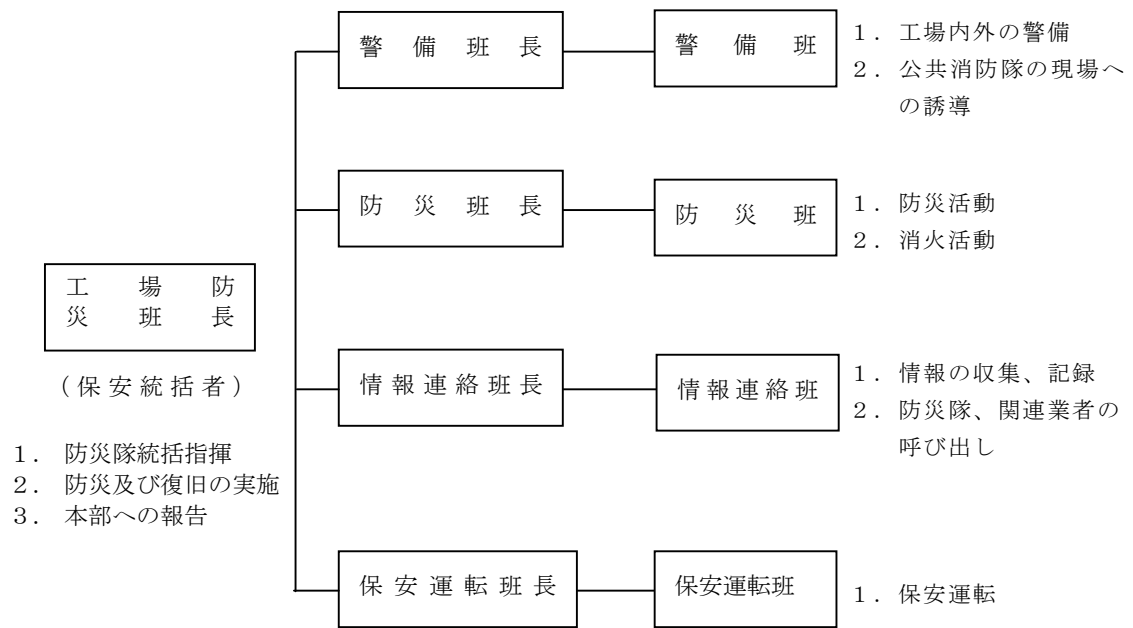 警備班長
警備班
1. 工場内外の警備
2. 公共消防隊の現場へ
の誘導
防災班長
防災班
1. 防災活動
2. 消火活動
工場防
災班長
(保安統括者)
1. 防災隊統括指揮
2. 防災及び復旧の実施
3. 本部への報告
情報連絡班長
情報連絡班
1. 情報の収集、記録
2. 防災隊、関連業者の
呼び出し
保安運転班長
保安運転班
1. 保安運転